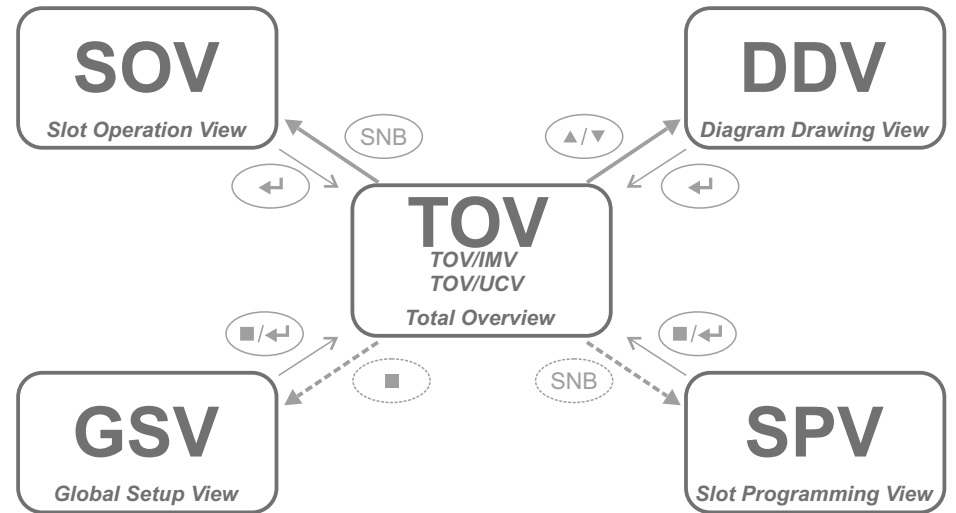 SOV
Slot Operation View
SNB
▲/▼
DDV
Diagram Drawing View
↵
↵
TOV
TOV/IMV
TOV/UCV
Total Overview
■/↵
■/↵
■
SNB
GSV
Global Setup View
SPV
Slot Programming View